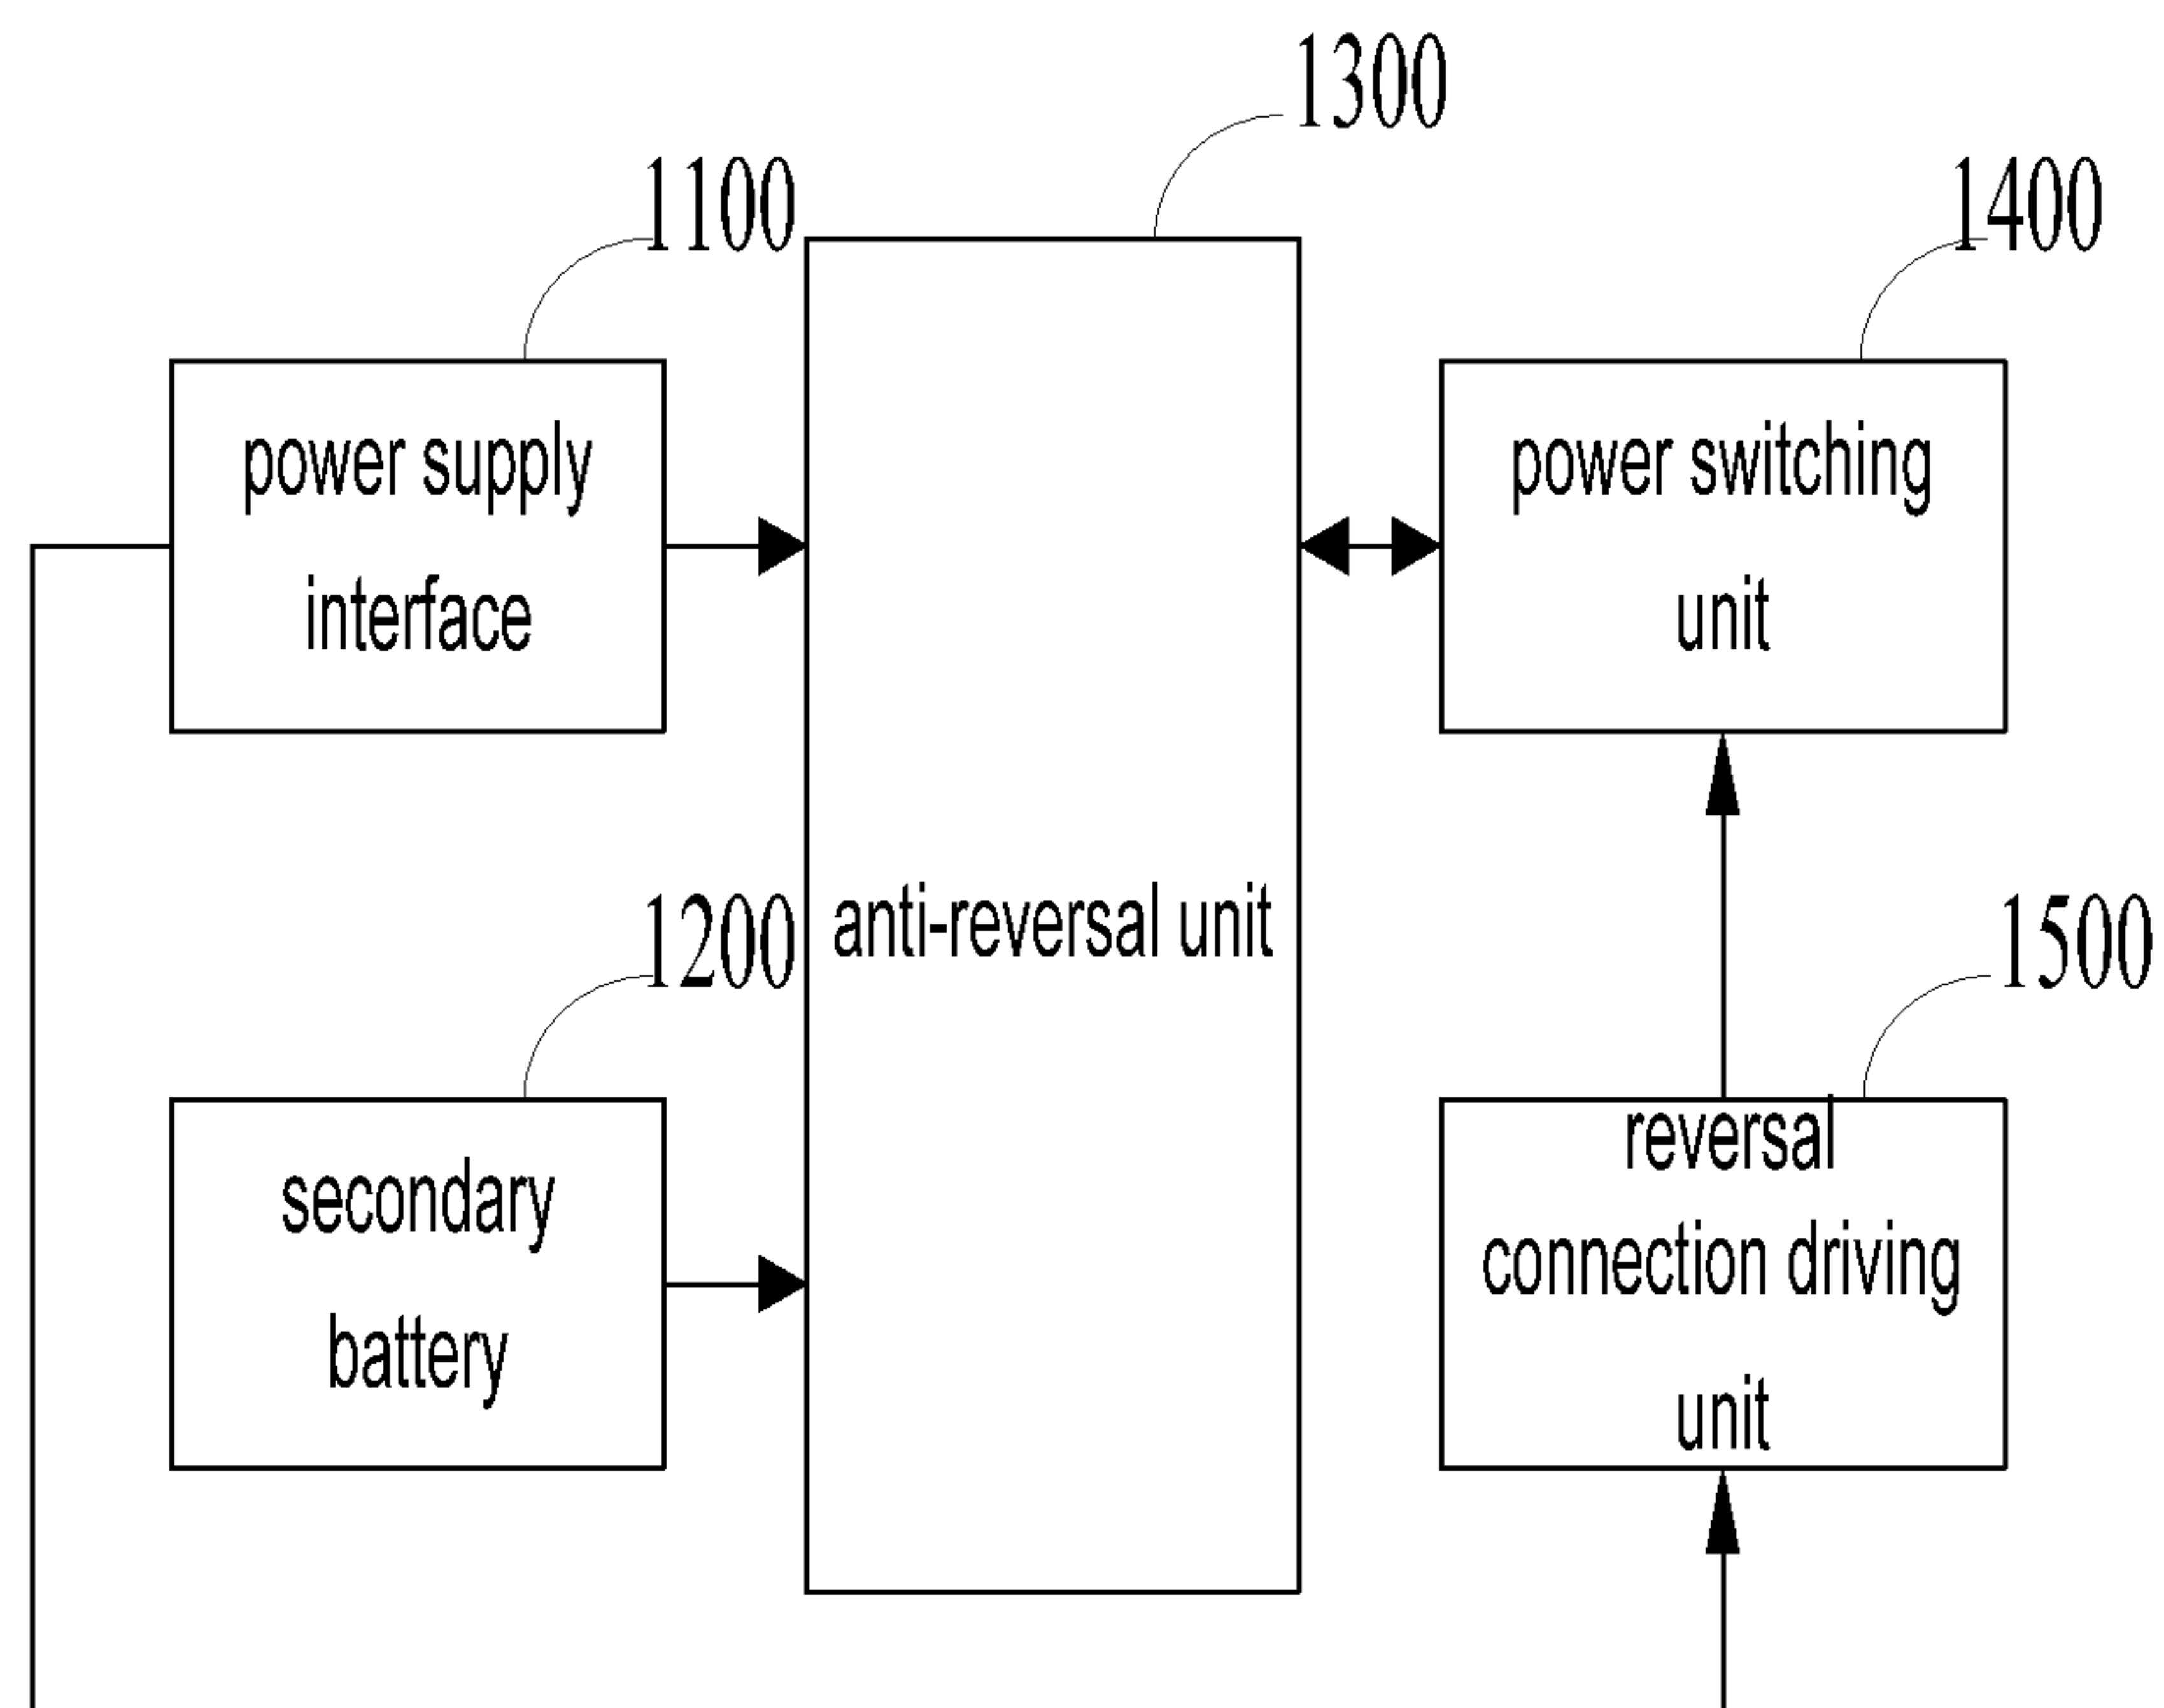 1300
1100
1400
power supply
interface
power switching
unit
1200
anti-reversal unit
1500
secondary
battery
reversal
connection driving
unit